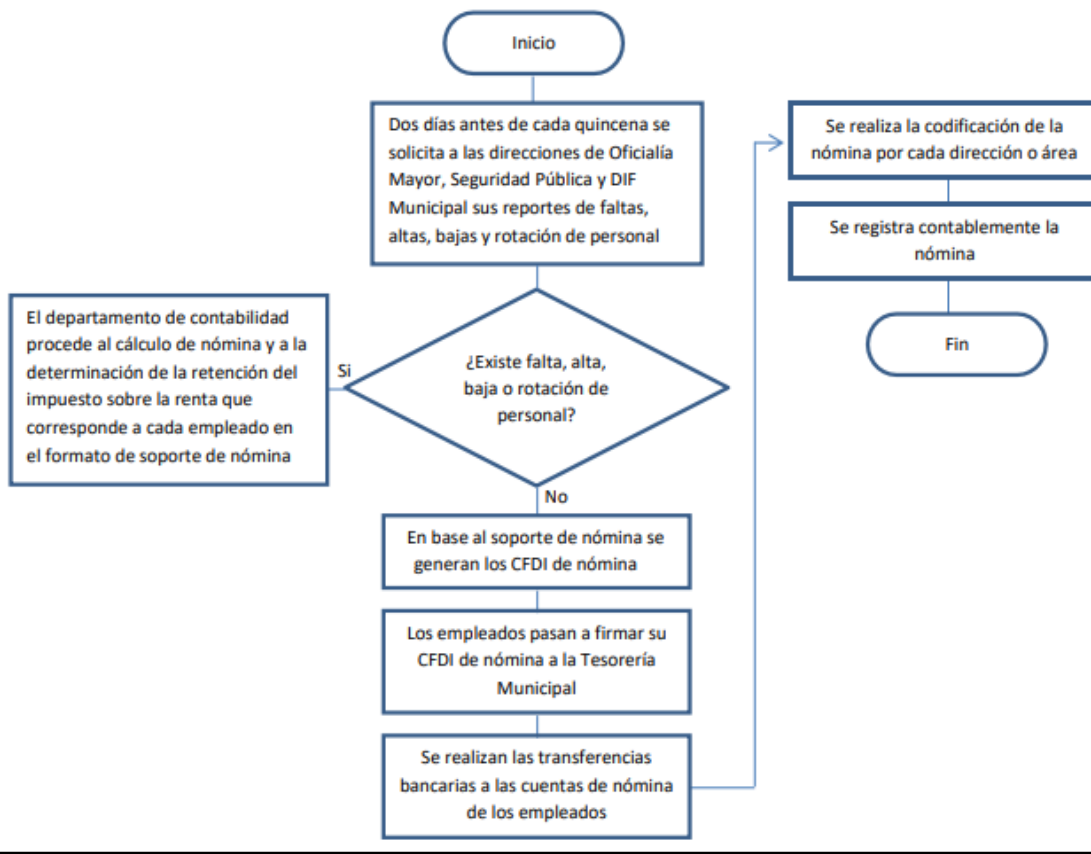 Inicio
Dos días antes de cada quincena se
solicita a las direcciones de Oficialía
Mayor, Seguridad Pública y DIF
Municipal sus reportes de faltas,
altas, bajas y rotación de personal
¿Existe falta, alta,
baja o rotación de
personal?
Si
El departamento de contabilidad
procede al cálculo de nómina y a la
determinación de la retención del
impuesto sobre la renta que
corresponde a cada empleado en
el formato de soporte de nómina
No
En base al soporte de nómina se
generan los CFDI de nómina
Los empleados pasan a firmar su
CFDI de nómina a la Tesorería
Municipal
Se realizan las transferencias
bancarias a las cuentas de nómina
de los empleados
Se realiza la codificación de la
nómina por cada dirección o área
Se registra contablemente la
nómina
Fin